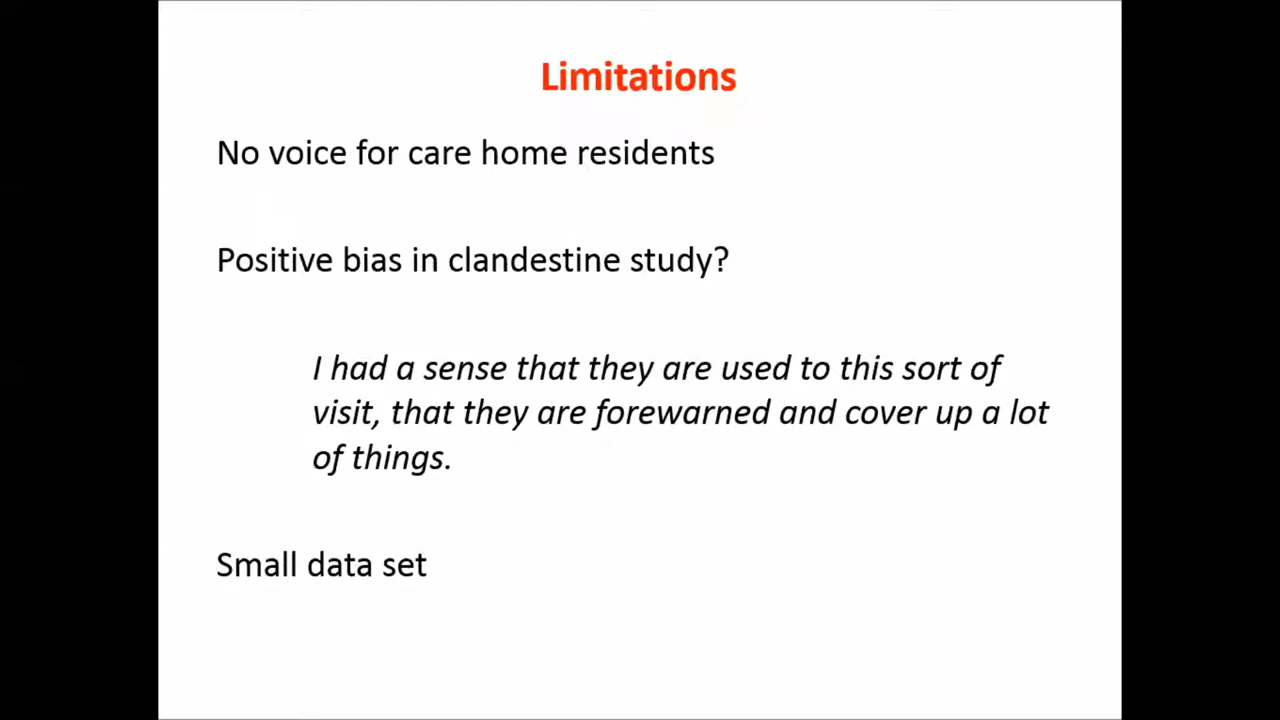 Limitations
No voice for care home residents
Positive bias in clandestine study?
I had a sense that they are used to this sort of
visit, that they are forewarned and cover up a lot
of things.
Small data set